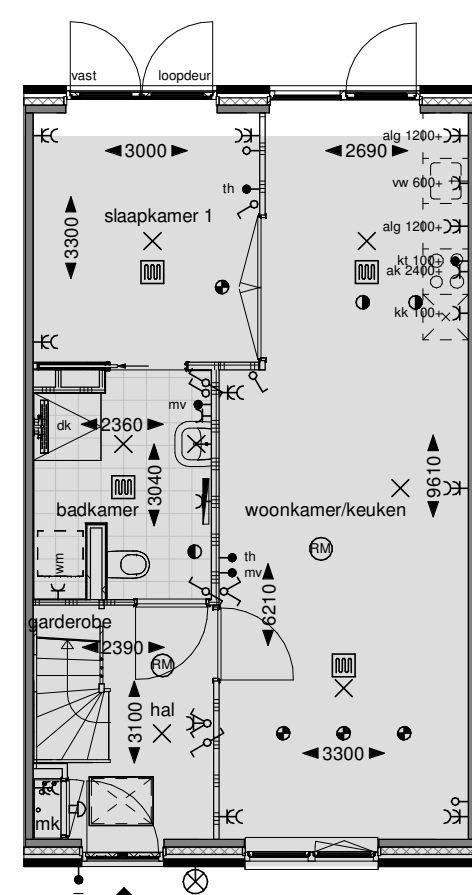 vast loopdeur
alg 1200+
3000 2690
vw 600+
th
slaapkamer 1
3300
alg 1200+
kt 100+
ak 2400+
kk 100+
mv
dk 2360
3040
9610
badkamer woonkamer/keuken
RM
wm
th
mv
6210
garderobe
2390
RM
3100 hal
3300
mk